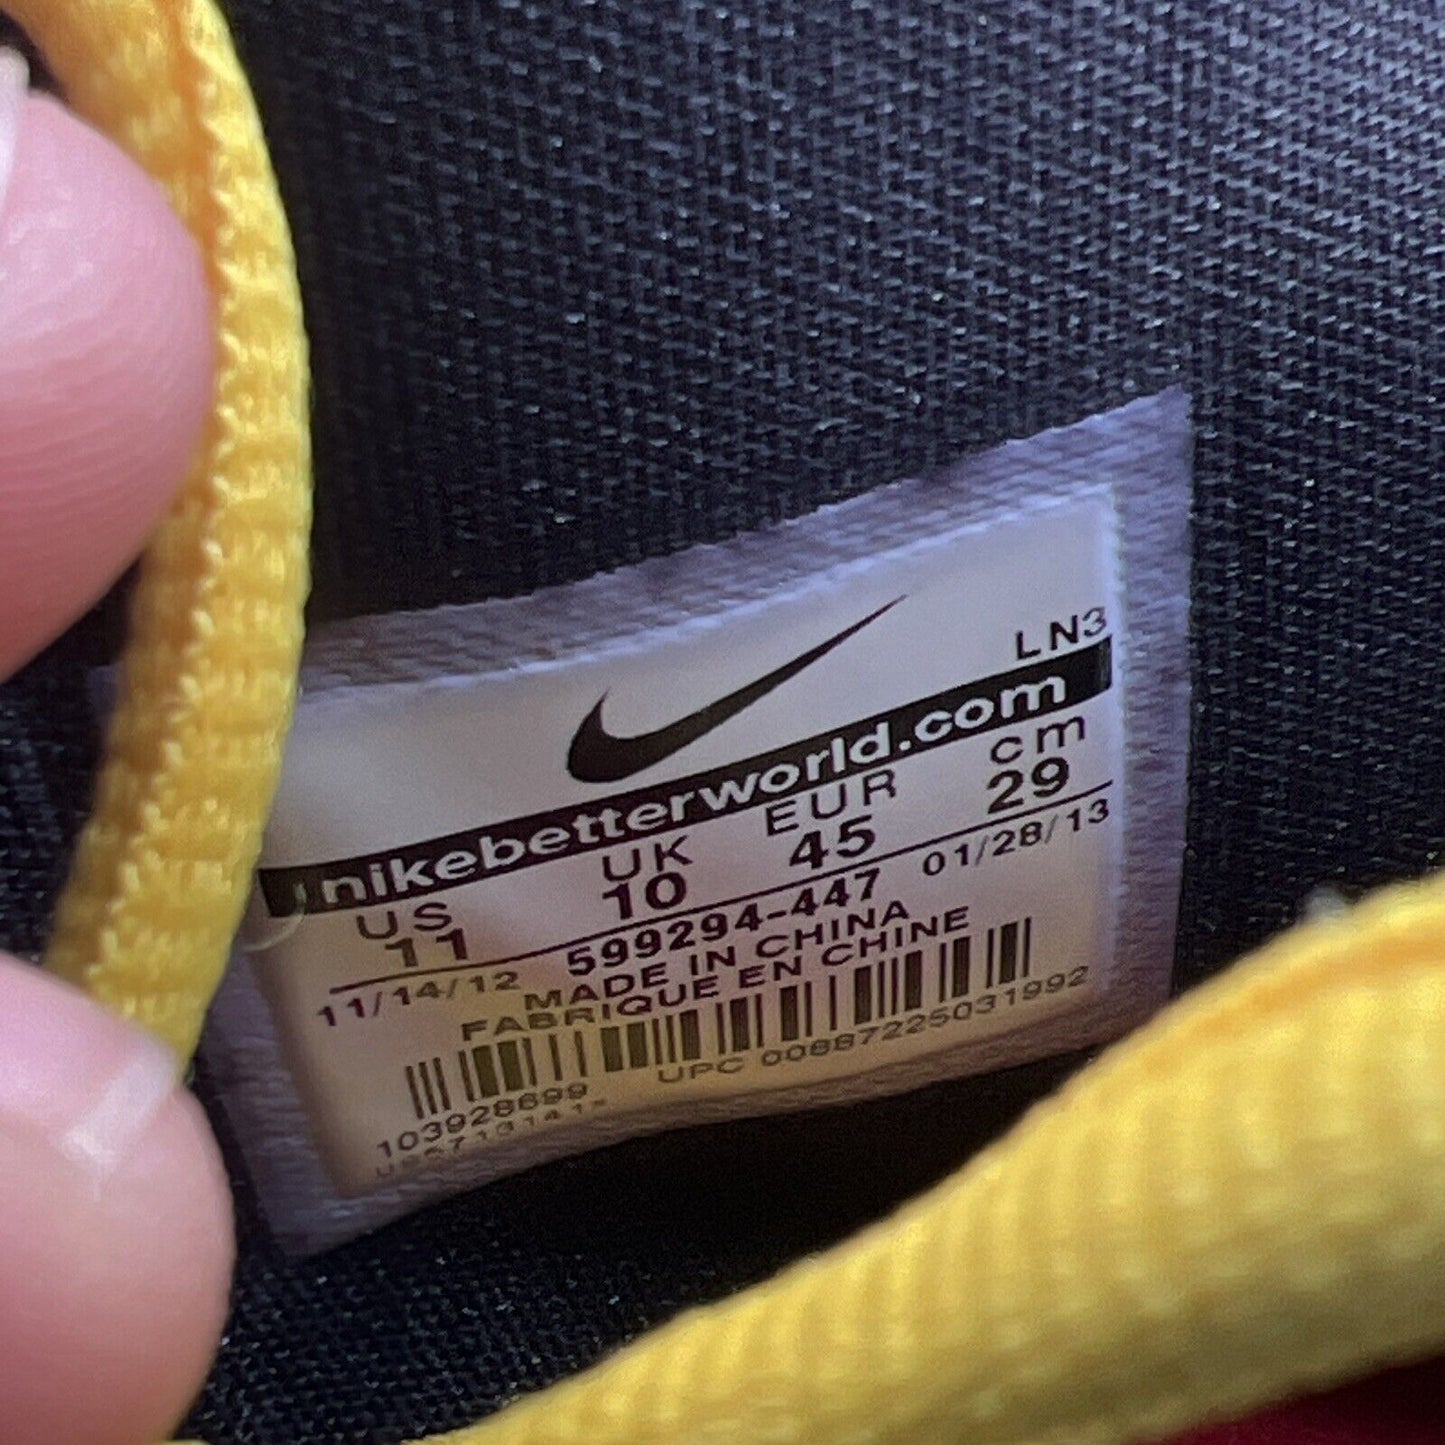 LN3
nikebetterworld.com
US UK EUR cm
11 10 45 29
11/14/12 599294-447 01/28/13
MADE IN CHINA
FABRIQUE EN CHINE
103928699 UPC 00887225031992